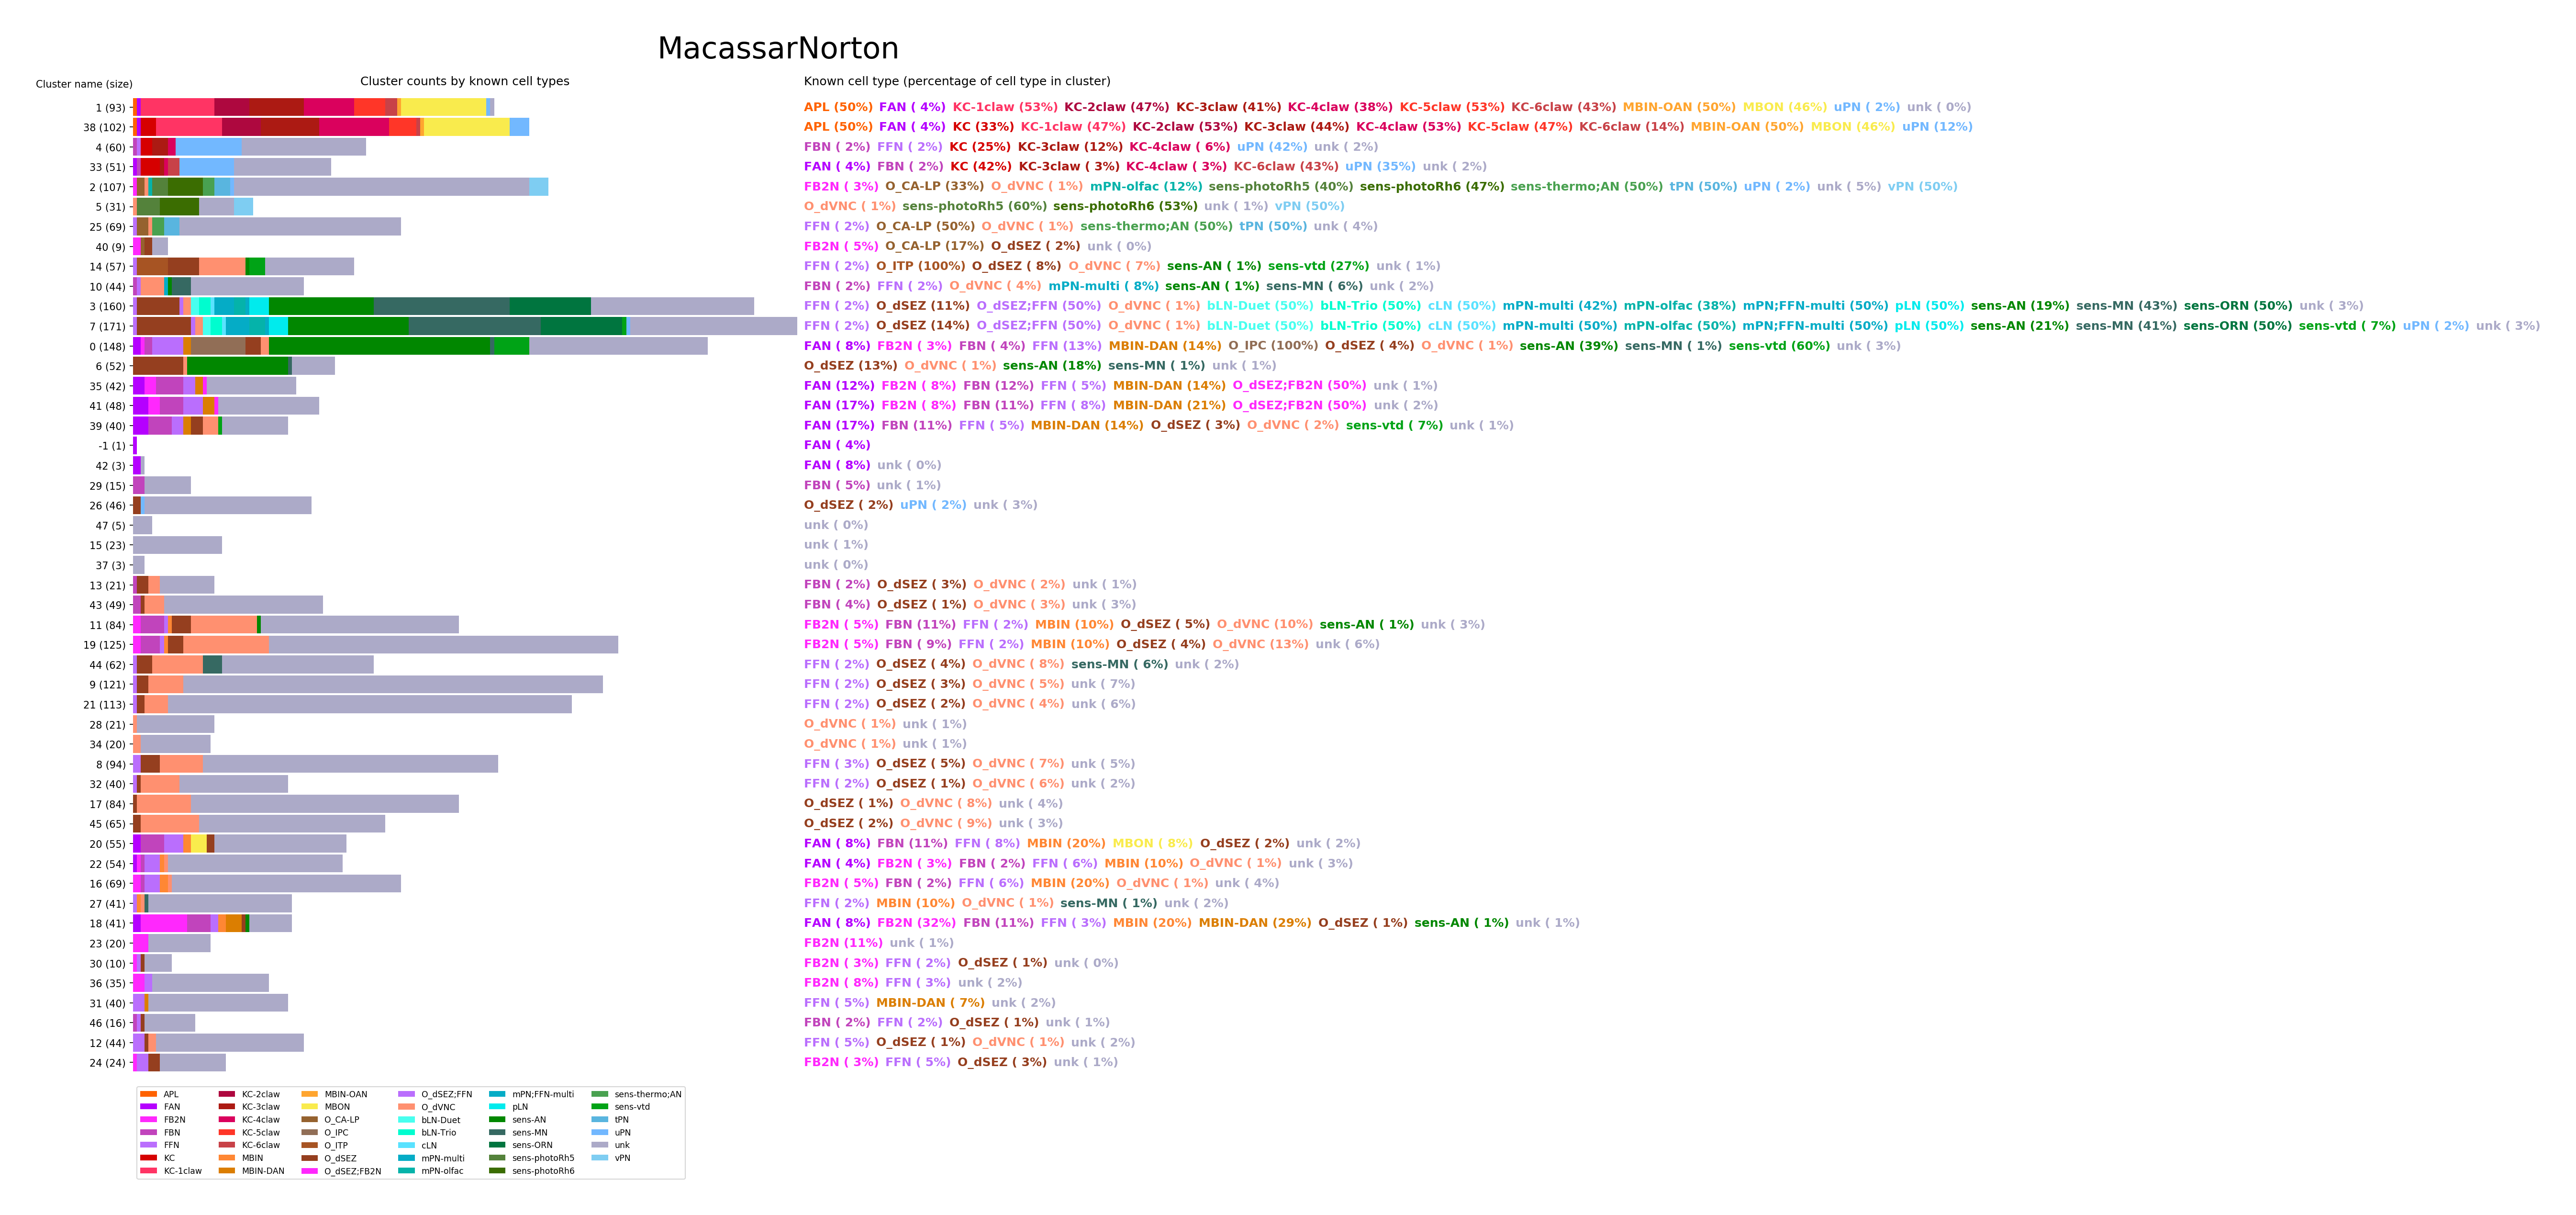 MacassarNorton
Cluster name (size)
Cluster counts by known cell types
Known cell type (percentage of cell type in cluster)
1 (93) APL (50%) FAN ( 4%) KC-1claw (53%) KC-2claw (47%) KC-3claw (41%) KC-4claw (38%) KC-5claw (53%) KC-6claw (43%) MBIN-OAN (50%) MBON (46%) uPN ( 2%) unk ( 0%)
38 (102) APL (50%) FAN ( 4%) KC (33%) KC-1claw (47%) KC-2claw (53%) KC-3claw (44%) KC-4claw (53%) KC-5claw (47%) KC-6claw (14%) MBIN-OAN (50%) MBON (46%) uPN (12%)
4 (60) FBN ( 2%) FFN ( 2%) KC (25%) KC-3claw (12%) KC-4claw ( 6%) uPN (42%) unk ( 2%)
33 (51) FAN ( 4%) FBN ( 2%) KC (42%) KC-3claw ( 3%) KC-4claw ( 3%) KC-6claw (43%) uPN (35%) unk ( 2%)
2 (107) FB2N ( 3%) O_CA-LP (33%) O_dVNC ( 1%) mPN-olfac (12%) sens-photoRh5 (40%) sens-photoRh6 (47%) sens-thermo;AN (50%) tPN (50%) uPN ( 2%) unk ( 5%) vPN (50%)
5 (31) O_dVNC ( 1%) sens-photoRh5 (60%) sens-photoRh6 (53%) unk ( 1%) vPN (50%)
25 (69) FFN ( 2%) O_CA-LP (50%) O_dVNC ( 1%) sens-thermo;AN (50%) tPN (50%) unk ( 4%)
40 (9) FB2N ( 5%) O_CA-LP (17%) O_dSEZ ( 2%) unk ( 0%)
14 (57) FFN ( 2%) O_ITP (100%) O_dSEZ ( 8%) O_dVNC ( 7%) sens-AN ( 1%) sens-vtd (27%) unk ( 1%)
10 (44) FBN ( 2%) FFN ( 2%) O_dVNC ( 4%) mPN-multi ( 8%) sens-AN ( 1%) sens-MN ( 6%) unk ( 2%)
3 (160) FFN ( 2%) O_dSEZ (11%) O_dSEZ;FFN (50%) O_dVNC ( 1%) bLN-Duet (50%) bLN-Trio (50%) cLN (50%) mPN-multi (42%) mPN-olfac (38%) mPN;FFN-multi (50%) pLN (50%) sens-AN (19%) sens-MN (43%) sens-ORN (50%) unk ( 3%)
7 (171) FFN ( 2%) O_dSEZ (14%) O_dSEZ;FFN (50%) O_dVNC ( 1%) bLN-Duet (50%) bLN-Trio (50%) cLN (50%) mPN-multi (50%) mPN-olfac (50%) mPN;FFN-multi (50%) pLN (50%) sens-AN (21%) sens-MN (41%) sens-ORN (50%) sens-vtd ( 7%) uPN ( 2%) unk ( 3%)
0 (148) FAN ( 8%) FB2N ( 3%) FBN ( 4%) FFN (13%) MBIN-DAN (14%) O_IPC (100%) O_dSEZ ( 4%) O_dVNC ( 1%) sens-AN (39%) sens-MN ( 1%) sens-vtd (60%) unk ( 3%)
6 (52) O_dSEZ (13%) O_dVNC ( 1%) sens-AN (18%) sens-MN ( 1%) unk ( 1%)
35 (42) FAN (12%) FB2N ( 8%) FBN (12%) FFN ( 5%) MBIN-DAN (14%) O_dSEZ;FB2N (50%) unk ( 1%)
41 (48) FAN (17%) FB2N ( 8%) FBN (11%) FFN ( 8%) MBIN-DAN (21%) O_dSEZ;FB2N (50%) unk ( 2%)
39 (40) FAN (17%) FBN (11%) FFN ( 5%) MBIN-DAN (14%) O_dSEZ ( 3%) O_dVNC ( 2%) sens-vtd ( 7%) unk ( 1%)
-1 (1) FAN ( 4%)
42 (3) FAN ( 8%) unk ( 0%)
29 (15) FBN ( 5%) unk ( 1%)
26 (46) O_dSEZ ( 2%) uPN ( 2%) unk ( 3%)
47 (5) unk ( 0%)
15 (23) unk ( 1%)
37 (3) unk ( 0%)
13 (21) FBN ( 2%) O_dSEZ ( 3%) O_dVNC ( 2%) unk ( 1%)
43 (49) FBN ( 4%) O_dSEZ ( 1%) O_dVNC ( 3%) unk ( 3%)
11 (84) FB2N ( 5%) FBN (11%) FFN ( 2%) MBIN (10%) O_dSEZ ( 5%) O_dVNC (10%) sens-AN ( 1%) unk ( 3%)
19 (125) FB2N ( 5%) FBN ( 9%) FFN ( 2%) MBIN (10%) O_dSEZ ( 4%) O_dVNC (13%) unk ( 6%)
44 (62) FFN ( 2%) O_dSEZ ( 4%) O_dVNC ( 8%) sens-MN ( 6%) unk ( 2%)
9 (121) FFN ( 2%) O_dSEZ ( 3%) O_dVNC ( 5%) unk ( 7%)
21 (113) FFN ( 2%) O_dSEZ ( 2%) O_dVNC ( 4%) unk ( 6%)
28 (21) O_dVNC ( 1%) unk ( 1%)
34 (20) O_dVNC ( 1%) unk ( 1%)
8 (94) FFN ( 3%) O_dSEZ ( 5%) O_dVNC ( 7%) unk ( 5%)
32 (40) FFN ( 2%) O_dSEZ ( 1%) O_dVNC ( 6%) unk ( 2%)
17 (84) O_dSEZ ( 1%) O_dVNC ( 8%) unk ( 4%)
45 (65) O_dSEZ ( 2%) O_dVNC ( 9%) unk ( 3%)
20 (55) FAN ( 8%) FBN (11%) FFN ( 8%) MBIN (20%) MBON ( 8%) O_dSEZ ( 2%) unk ( 2%)
22 (54) FAN ( 4%) FB2N ( 3%) FBN ( 2%) FFN ( 6%) MBIN (10%) O_dVNC ( 1%) unk ( 3%)
16 (69) FB2N ( 5%) FBN ( 2%) FFN ( 6%) MBIN (20%) O_dVNC ( 1%) unk ( 4%)
27 (41) FFN ( 2%) MBIN (10%) O_dVNC ( 1%) sens-MN ( 1%) unk ( 2%)
18 (41) FAN ( 8%) FB2N (32%) FBN (11%) FFN ( 3%) MBIN (20%) MBIN-DAN (29%) O_dSEZ ( 1%) sens-AN ( 1%) unk ( 1%)
23 (20) FB2N (11%) unk ( 1%)
30 (10) FB2N ( 3%) FFN ( 2%) O_dSEZ ( 1%) unk ( 0%)
36 (35) FB2N ( 8%) FFN ( 3%) unk ( 2%)
31 (40) FFN ( 5%) MBIN-DAN ( 7%) unk ( 2%)
46 (16) FBN ( 2%) FFN ( 2%) O_dSEZ ( 1%) unk ( 1%)
12 (44) FFN ( 5%) O_dSEZ ( 1%) O_dVNC ( 1%) unk ( 2%)
24 (24) FB2N ( 3%) FFN ( 5%) O_dSEZ ( 3%) unk ( 1%)
APL KC-2claw MBIN-OAN O_dSEZ;FFN mPN;FFN-multi sens-thermo;AN
FAN KC-3claw MBON O_dVNC pLN sens-vtd
FB2N KC-4claw O_CA-LP bLN-Duet sens-AN tPN
FBN KC-5claw O_IPC bLN-Trio sens-MN uPN
FFN KC-6claw O_ITP cLN sens-ORN unk
KC MBIN O_dSEZ mPN-multi sens-photoRh5 vPN
KC-1claw MBIN-DAN O_dSEZ;FB2N mPN-olfac sens-photoRh6